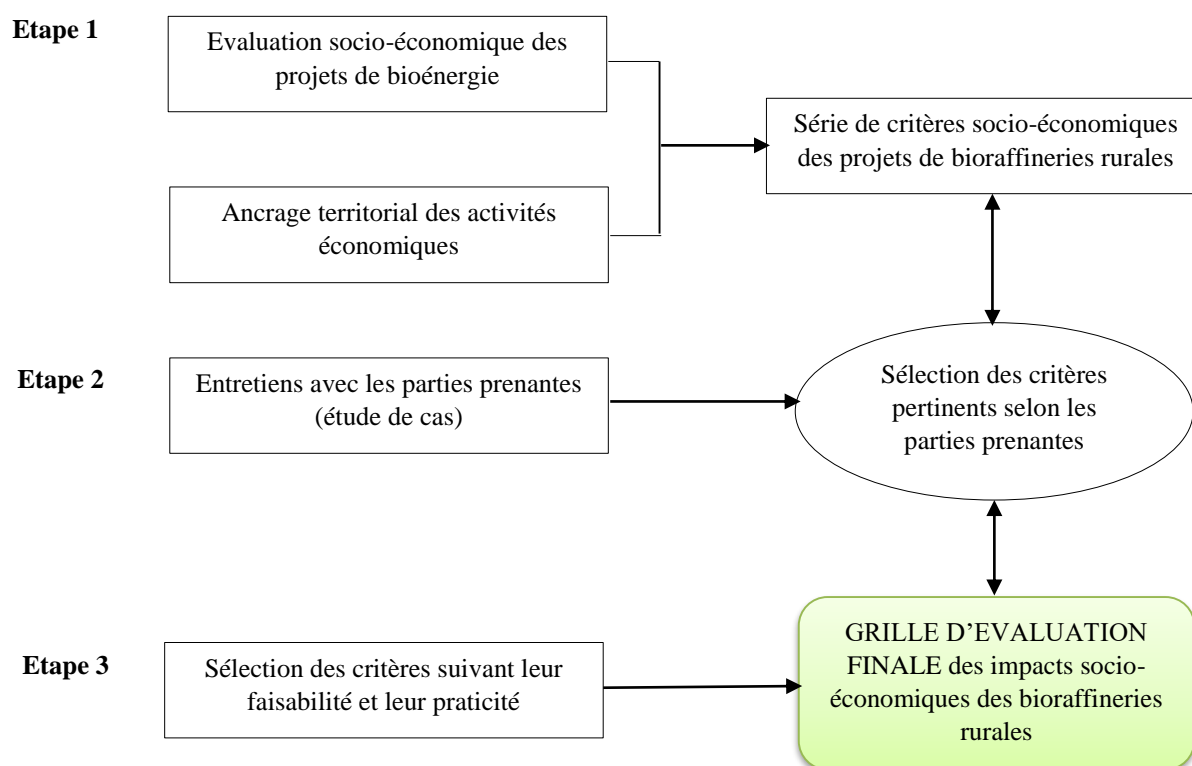 Etape 1
Evaluation socio-économique des
projets de bioénergie
Série de critères socio-économiques
des projets de bioraffineries rurales
Ancrage territorial des activités
économiques
Etape 2
Entretiens avec les parties prenantes
(étude de cas)
Sélection des critères
pertinents selon les
parties prenantes
Etape 3
Sélection des critères suivant leur
faisabilité et leur praticité
GRILLE D’EVALUATION
FINALE des impacts socio-
économiques des bioraffineries
rurales